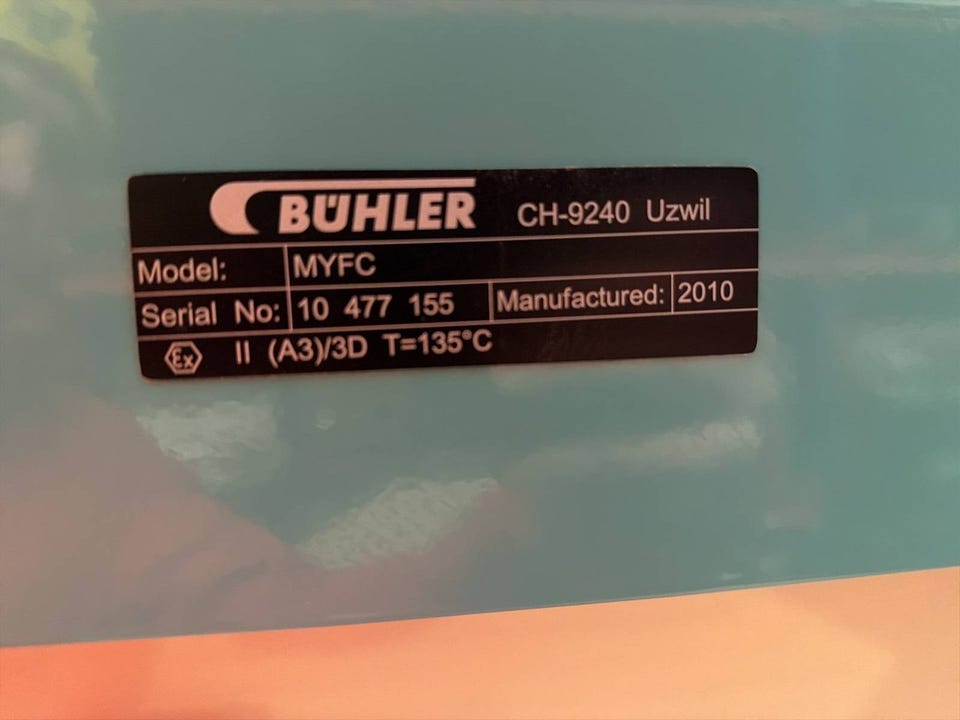 BÜHLER CH-9240 Uzwil
Model: MYFC
Serial No: 10 477 155 Manufactured: 2010
Ex II (A3)/3D T=135°C